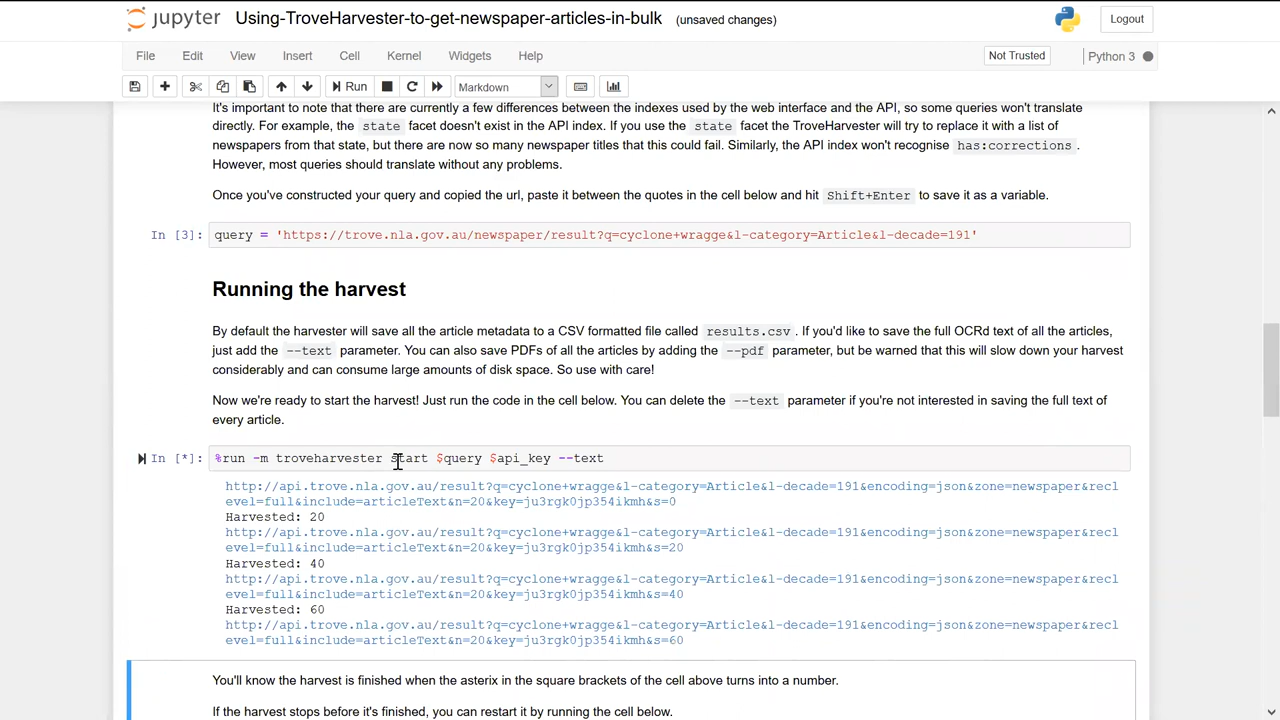 jupyter Using-TroveHarvester-to-get-newspaper-articles-in-bulk (unsaved changes) Logout
File Edit View Insert Cell Kernel Widgets Help Not Trusted Python 3
Run Markdown
It's important to note that there are currently a few differences between the indexes used by the web interface and the API, so some queries won't translate
directly. For example, the state facet doesn't exist in the API index. If you use the state facet the TroveHarvester will try to replace it with a list of
newspapers from that state, but there are now so many newspaper titles that this could fail. Similarly, the API index won't recognise has:corrections .
However, most queries should translate without any problems.
Once you've constructed your query and copied the url, paste it between the quotes in the cell below and hit Shift+Enter to save it as a variable.
In [3]: query = 'https://trove.nla.gov.au/newspaper/result?q=cyclone+wragge&l-category=Article&l-decade=191'
Running the harvest
By default the harvester will save all the article metadata to a CSV formatted file called results.csv . If you'd like to save the full OCRd text of all the articles,
just add the --text parameter. You can also save PDFs of all the articles by adding the --pdf parameter, but be warned that this will slow down your harvest
considerably and can consume large amounts of disk space. So use with care!
Now we're ready to start the harvest! Just run the code in the cell below. You can delete the --text parameter if you're not interested in saving the full text of
every article.
In [*]: %run -m troveharvester start $query $api_key --text
http://api.trove.nla.gov.au/result?q=cyclone+wragge&l-category=Article&l-decade=191&encoding=json&zone=newspaper&recl
evel=full&include=articleText&n=20&key=ju3rgk0jp354ikmh&s=0
Harvested: 20
http://api.trove.nla.gov.au/result?q=cyclone+wragge&l-category=Article&l-decade=191&encoding=json&zone=newspaper&recl
evel=full&include=articleText&n=20&key=ju3rgk0jp354ikmh&s=20
Harvested: 40
http://api.trove.nla.gov.au/result?q=cyclone+wragge&l-category=Article&l-decade=191&encoding=json&zone=newspaper&recl
evel=full&include=articleText&n=20&key=ju3rgk0jp354ikmh&s=40
Harvested: 60
http://api.trove.nla.gov.au/result?q=cyclone+wragge&l-category=Article&l-decade=191&encoding=json&zone=newspaper&recl
evel=full&include=articleText&n=20&key=ju3rgk0jp354ikmh&s=60
You'll know the harvest is finished when the asterix in the square brackets of the cell above turns into a number.
If the harvest stops before it's finished, you can restart it by running the cell below.